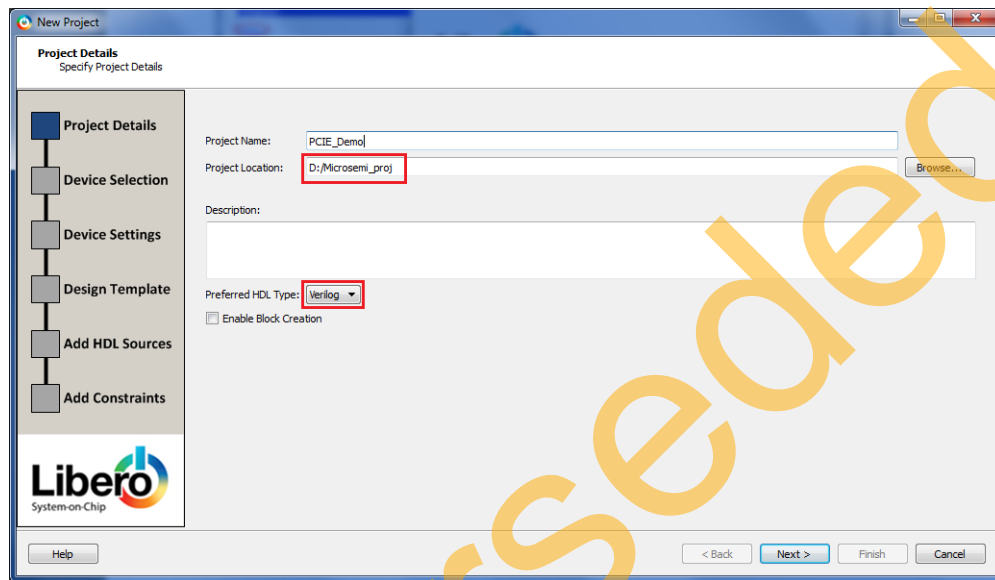 New Project
Project Details
Specify Project Details
Project Details
Device Selection
Device Settings
Design Template
Add HDL Sources
Add Constraints
Libero
System-on-Chip
Project Name: PCIE_Demo
Project Location: D:/Microsemi_proj Browse...
Description:
Preferred HDL Type: Verilog
Enable Block Creation
Help < Back Next > Finish Cancel
rseded